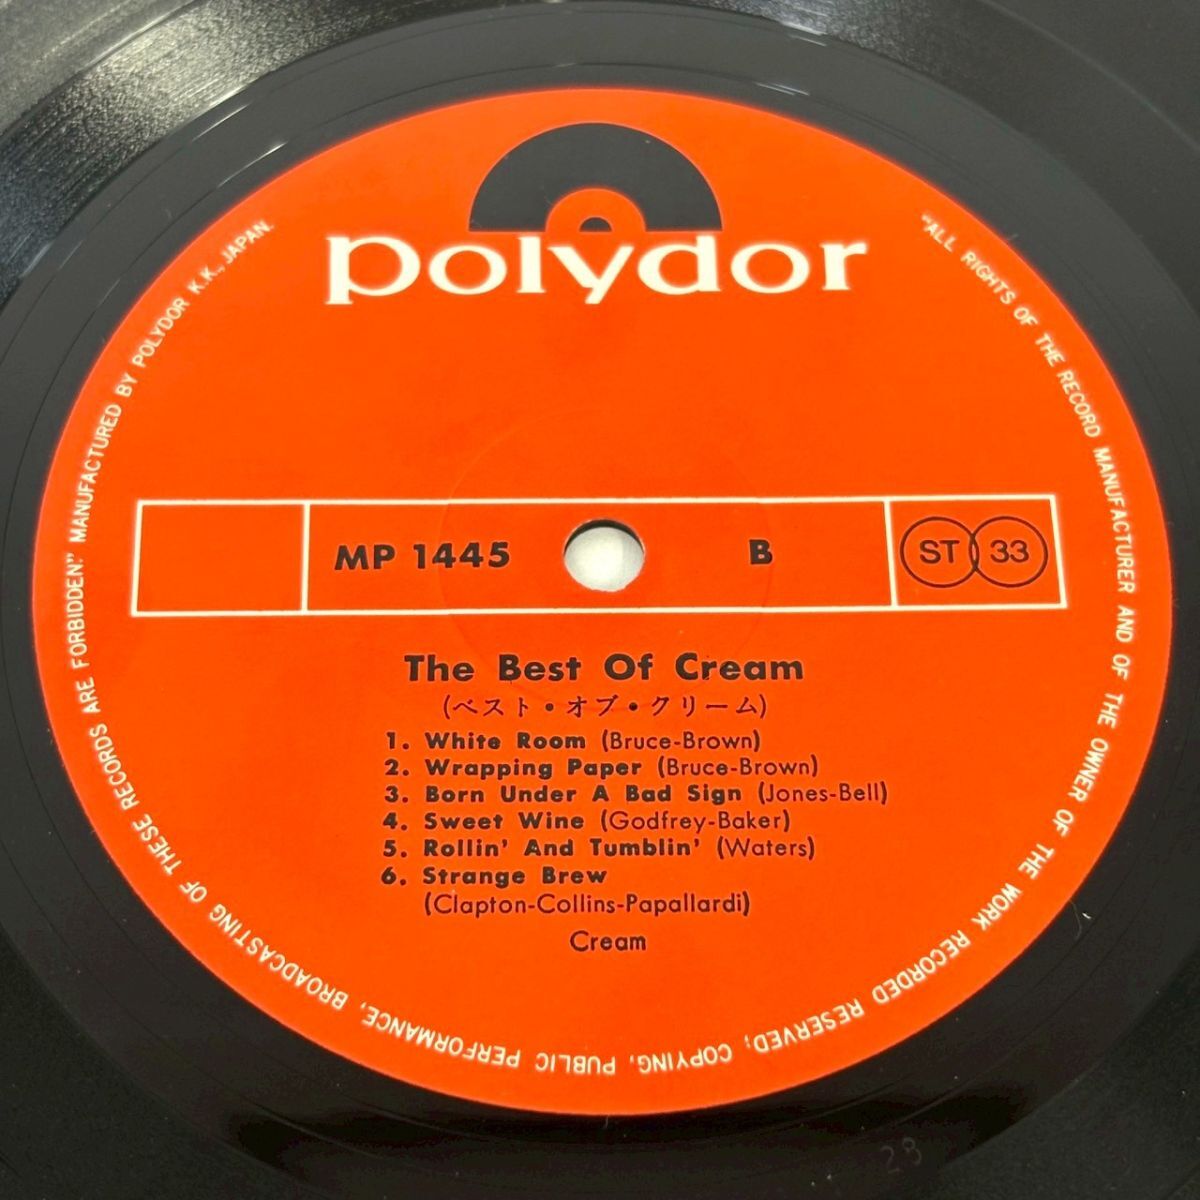 polydor
MP 1445
B
ST 33
The Best Of Cream
(ベスト・オブ・クリーム)
1. White Room (Bruce-Brown)
2. Wrapping Paper (Bruce-Brown)
3. Born Under A Bad Sign (Jones-Bell)
4. Sweet Wine (Godfrey-Baker)
5. Rollin' And Tumblin' (Waters)
6. Strange Brew
(Clapton-Collins-Papallardi)
Cream
"ALL RIGHTS OF THE RECORD MANUFACTURER AND OF THE OWNER OF THE WORK RECORDED RESERVED; COPYING, PUBLIC PERFORMANCE, BROADCASTING OF THESE RECORDS ARE FORBIDDEN" MANUFACTURED BY POLYDOR K.K., JAPAN.
23